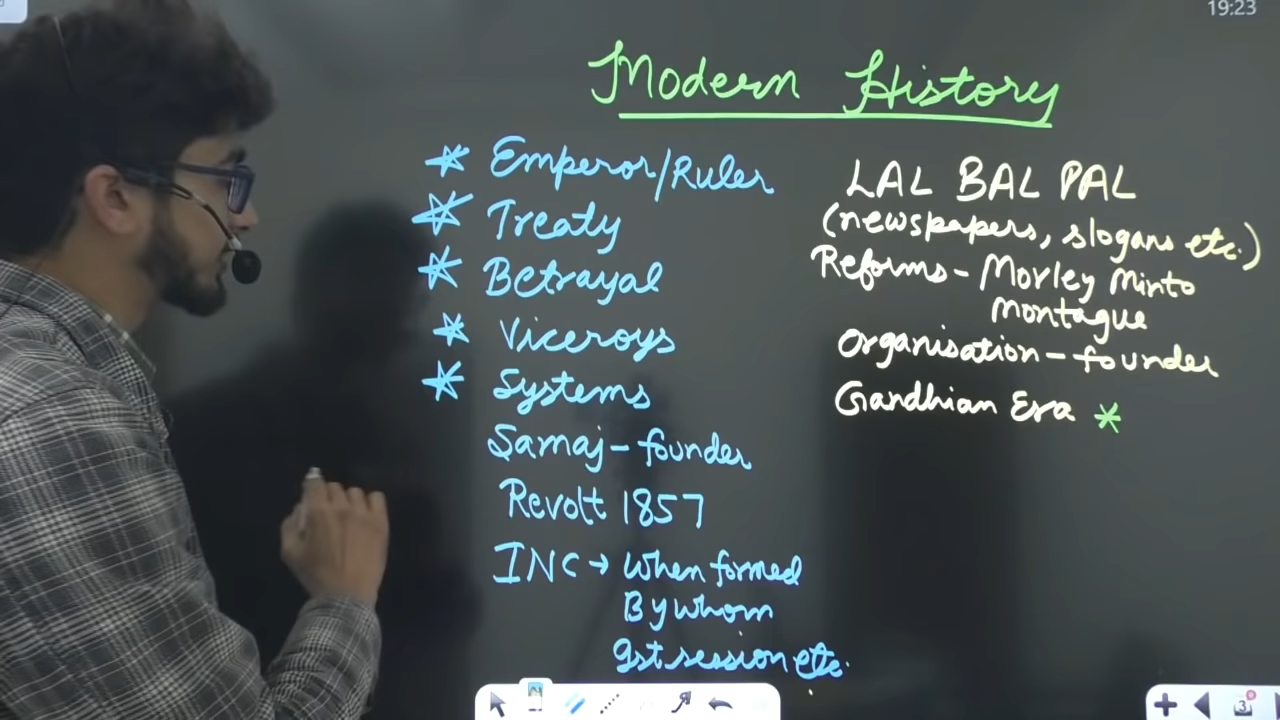 19:23
Modern History
* Emperor/Ruler
* Treaty
* Betrayal
* Viceroys
* Systems
Samaj - founder
Revolt 1857
INC → When formed
By whom
1st session etc.
LAL BAL PAL
(newspapers, slogans etc.)
Reforms - Morley Minto
Montague
Organisation - founder
Gandhian Era *
3